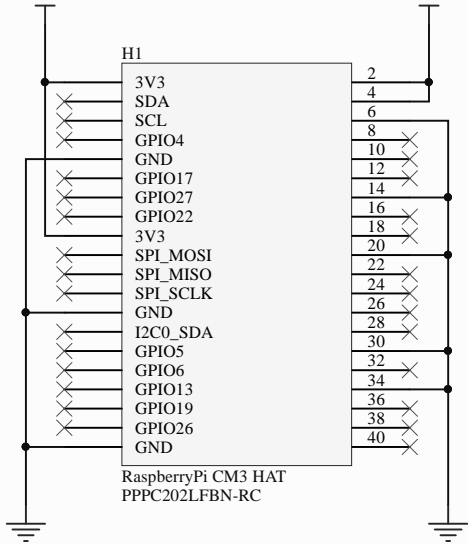 H1
3V3 2
SDA 4
SCL 6
GPIO4 8
GND 10
GPIO17 12
GPIO27 14
GPIO22 16
3V3 18
SPI_MOSI 20
SPI_MISO 22
SPI_SCLK 24
GND 26
I2C0_SDA 28
GPIO5 30
GPIO6 32
GPIO13 34
GPIO19 36
GPIO26 38
GND 40
RaspberryPi CM3 HAT
PPPC202LFBN-RC